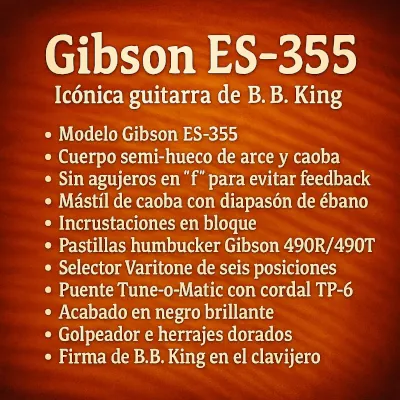 Gibson ES-355
Icónica guitarra de B. B. King
• Modelo Gibson ES-355
• Cuerpo semi-hueco de arce y caoba
• Sin agujeros en "f" para evitar feedback
• Mástil de caoba con diapasón de ébano
• Incrustaciones en bloque
• Pastillas humbucker Gibson 490R/490T
• Selector Varitone de seis posiciones
• Puente Tune-o-Matic con cordal TP-6
• Acabado en negro brillante
• Golpeador e herrajes dorados
• Firma de B.B. King en el clavijero